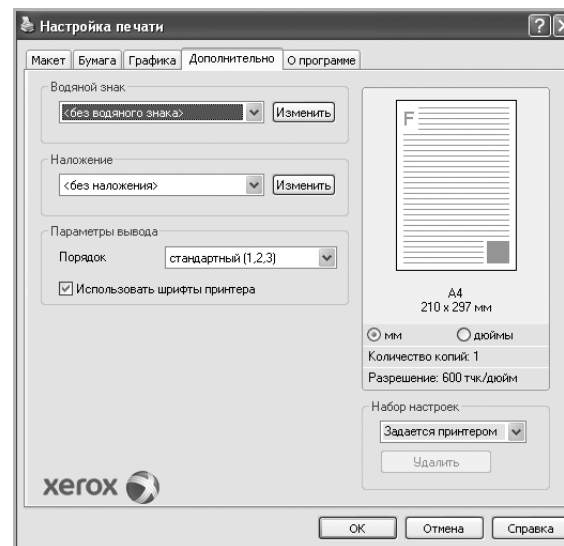 Настройка печати
Макет Бумага Графика Дополнительно О программе
Водяной знак
<без водяного знака> Изменить
Наложение
<без наложения> Изменить
Параметры вывода
Порядок стандартный (1,2,3)
Использовать шрифты принтера
F
A4
210 x 297 мм
мм дюймы
Количество копий: 1
Разрешение: 600 тчк/дюйм
Набор настроек
Задается принтером
Удалить
xerox
ОК Отмена Справка